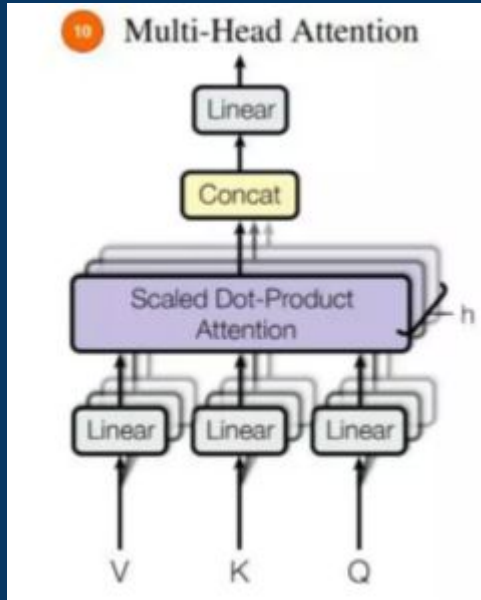 10 Multi-Head Attention
Linear
Concat
Scaled Dot-Product
Attention
h
Linear Linear Linear
V K Q